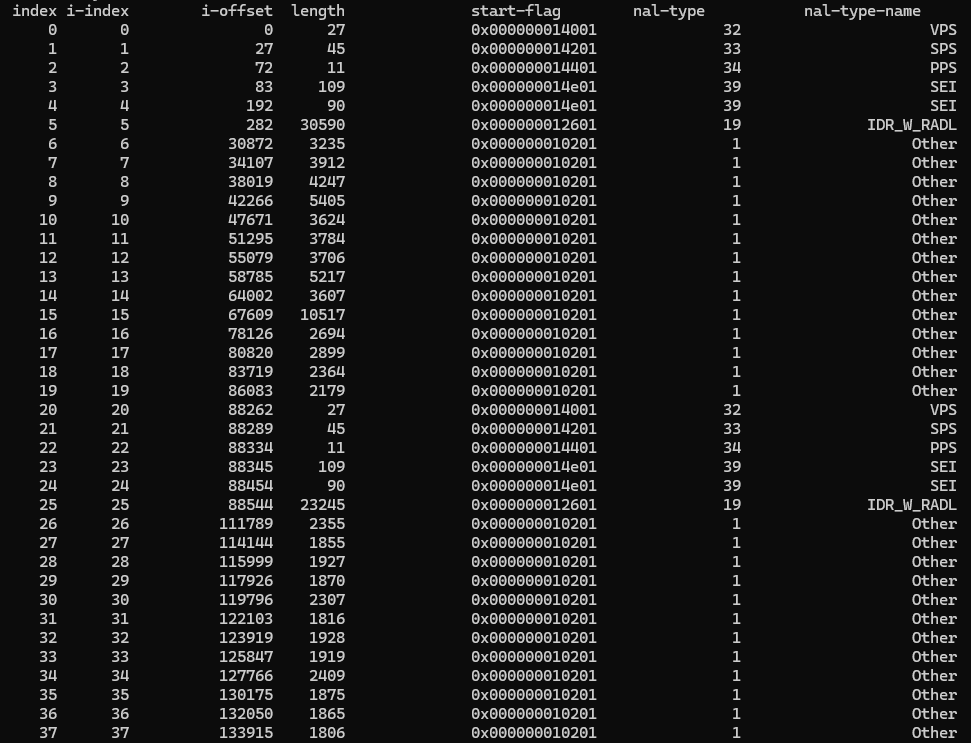 index i-index i-offset length start-flag nal-type nal-type-name
0 0 0 27 0x000000014001 32 VPS
1 1 27 45 0x000000014201 33 SPS
2 2 72 11 0x000000014401 34 PPS
3 3 83 109 0x000000014e01 39 SEI
4 4 192 90 0x000000014e01 39 SEI
5 5 282 30590 0x000000012601 19 IDR_W_RADL
6 6 30872 3235 0x000000010201 1 Other
7 7 34107 3912 0x000000010201 1 Other
8 8 38019 4247 0x000000010201 1 Other
9 9 42266 5405 0x000000010201 1 Other
10 10 47671 3624 0x000000010201 1 Other
11 11 51295 3784 0x000000010201 1 Other
12 12 55079 3706 0x000000010201 1 Other
13 13 58785 5217 0x000000010201 1 Other
14 14 64002 3607 0x000000010201 1 Other
15 15 67609 10517 0x000000010201 1 Other
16 16 78126 2694 0x000000010201 1 Other
17 17 80820 2899 0x000000010201 1 Other
18 18 83719 2364 0x000000010201 1 Other
19 19 86083 2179 0x000000010201 1 Other
20 20 88262 27 0x000000014001 32 VPS
21 21 88289 45 0x000000014201 33 SPS
22 22 88334 11 0x000000014401 34 PPS
23 23 88345 109 0x000000014e01 39 SEI
24 24 88454 90 0x000000014e01 39 SEI
25 25 88544 23245 0x000000012601 19 IDR_W_RADL
26 26 111789 2355 0x000000010201 1 Other
27 27 114144 1855 0x000000010201 1 Other
28 28 115999 1927 0x000000010201 1 Other
29 29 117926 1870 0x000000010201 1 Other
30 30 119796 2307 0x000000010201 1 Other
31 31 122103 1816 0x000000010201 1 Other
32 32 123919 1928 0x000000010201 1 Other
33 33 125847 1919 0x000000010201 1 Other
34 34 127766 2409 0x000000010201 1 Other
35 35 130175 1875 0x000000010201 1 Other
36 36 132050 1865 0x000000010201 1 Other
37 37 133915 1806 0x000000010201 1 Other